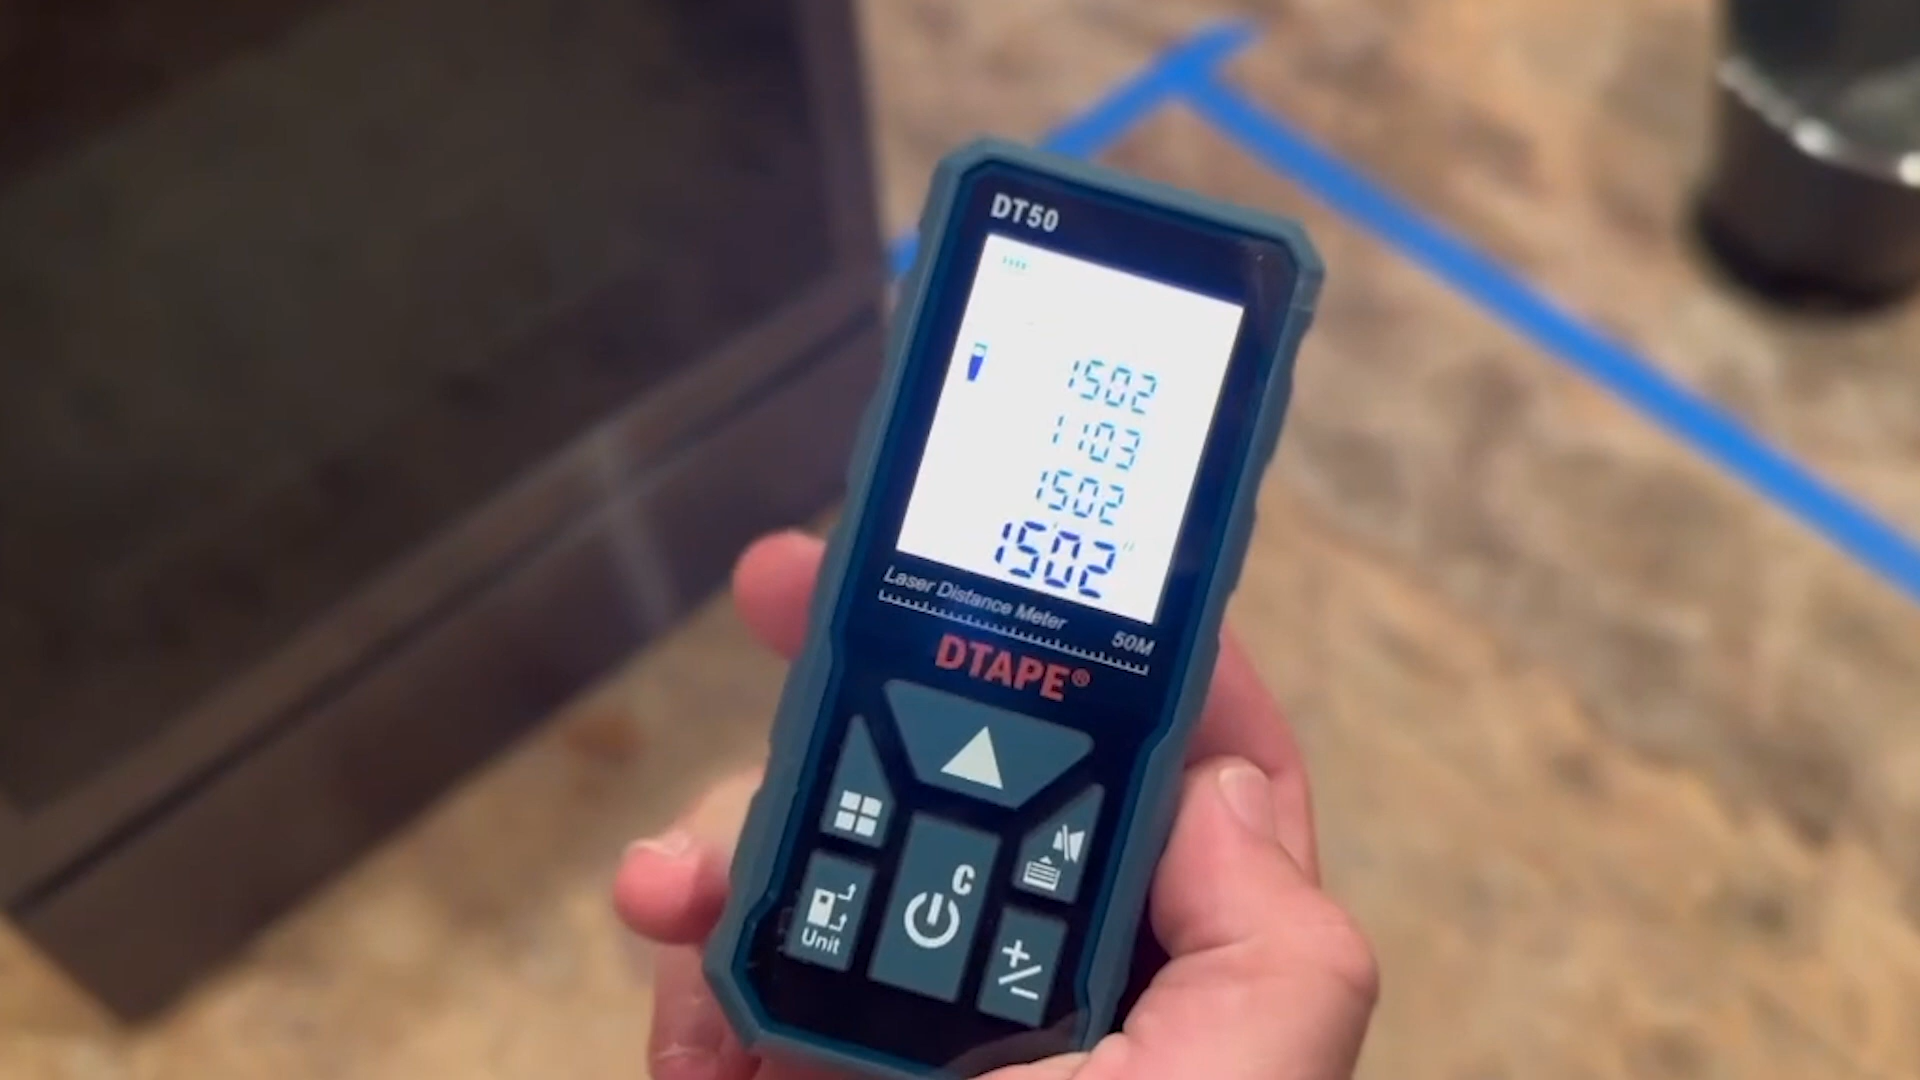 DT50
1502
1103
1502
1502"
Laser Distance Meter
50M
DTAPE®
C
Unit
+/-